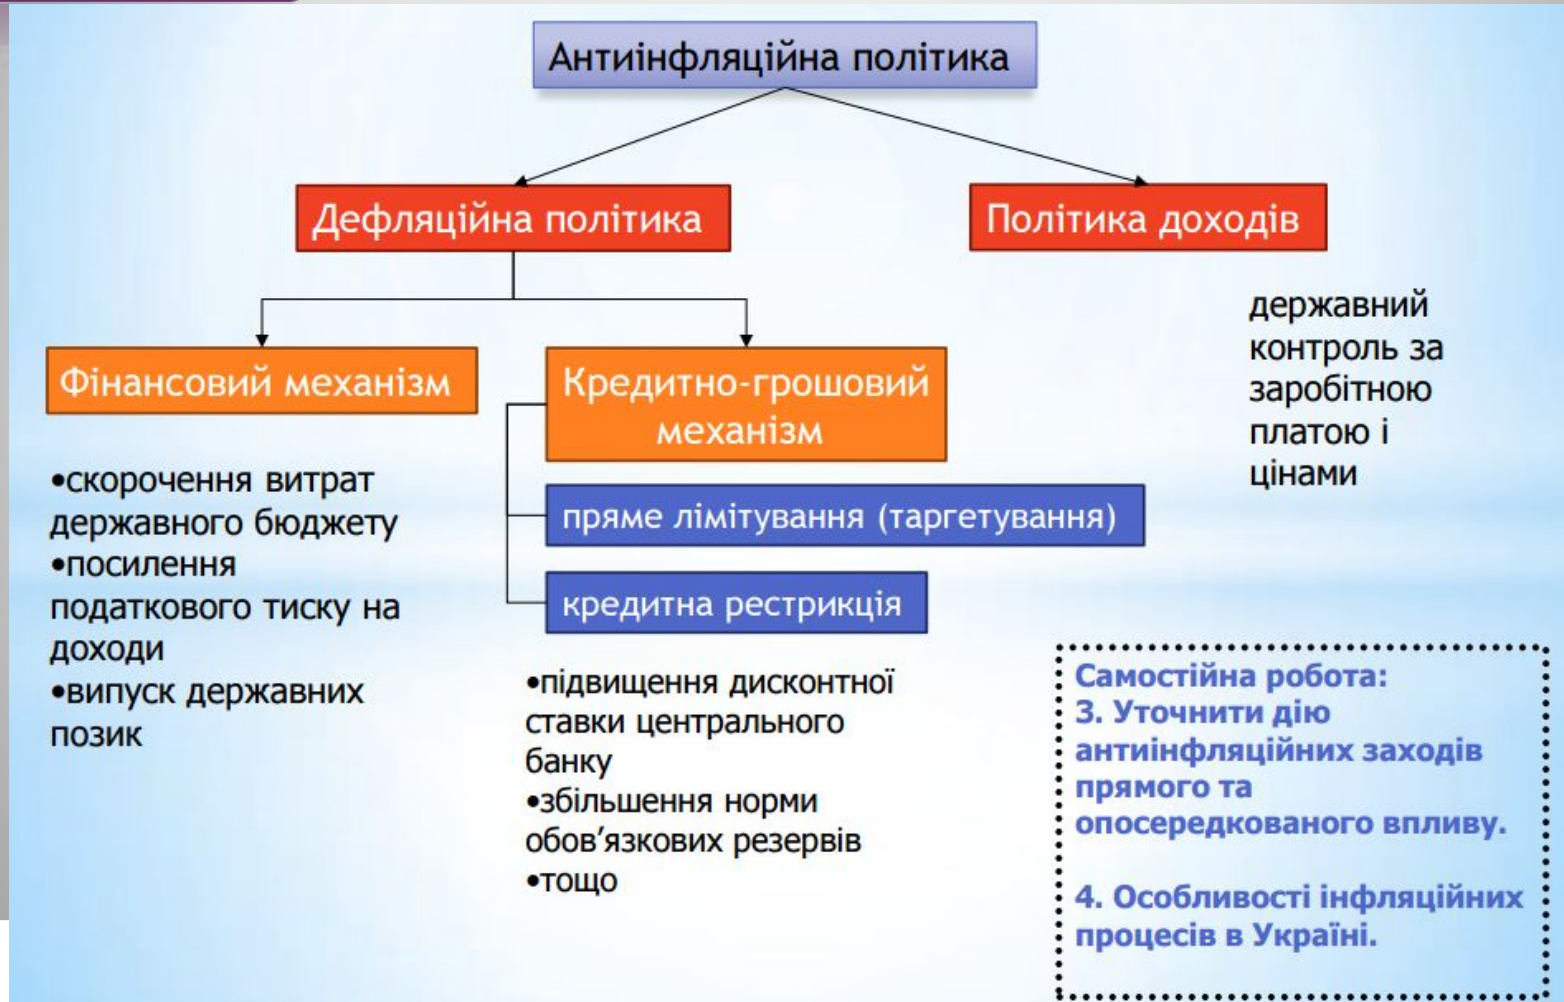 Антиінфляційна політика
Дефляційна політика
Політика доходів
державний
контроль за
заробітною
платою і
цінами
Фінансовий механізм
•скорочення витрат
державного бюджету
•посилення
податкового тиску на
доходи
•випуск державних
позик
Кредитно-грошовий
механізм
пряме лімітування (таргетування)
кредитна рестрикція
•підвищення дисконтної
ставки центрального
банку
•збільшення норми
обов’язкових резервів
•тощо
Самостійна робота:
3. Уточнити дію
антиінфляційних заходів
прямого та
опосередкованого впливу.
4. Особливості інфляційних
процесів в Україні.